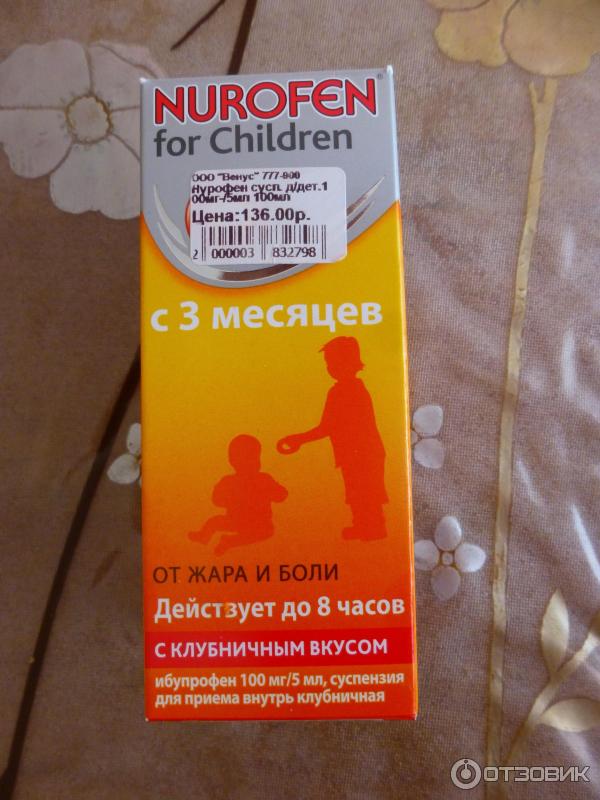 NUROFEN
for Children
ООО "Венус" 777-900
Нурофен сусп. д/дет.1
00мг-/5мл 100мл
Цена:136.00р.
2 000003 832798
с 3 месяцев
ОТ ЖАРА И БОЛИ
Действует до 8 часов
С КЛУБНИЧНЫМ ВКУСОМ
ибупрофен 100 мг/5 мл, суспензия
для приема внутрь клубничная
ОТЗОВИК